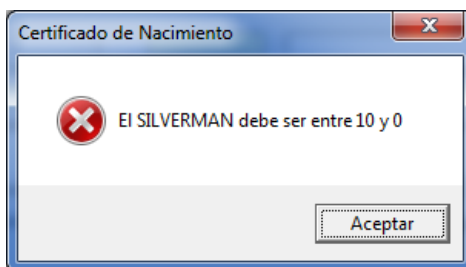 Certificado de Nacimiento
El SILVERMAN debe ser entre 10 y 0
Aceptar